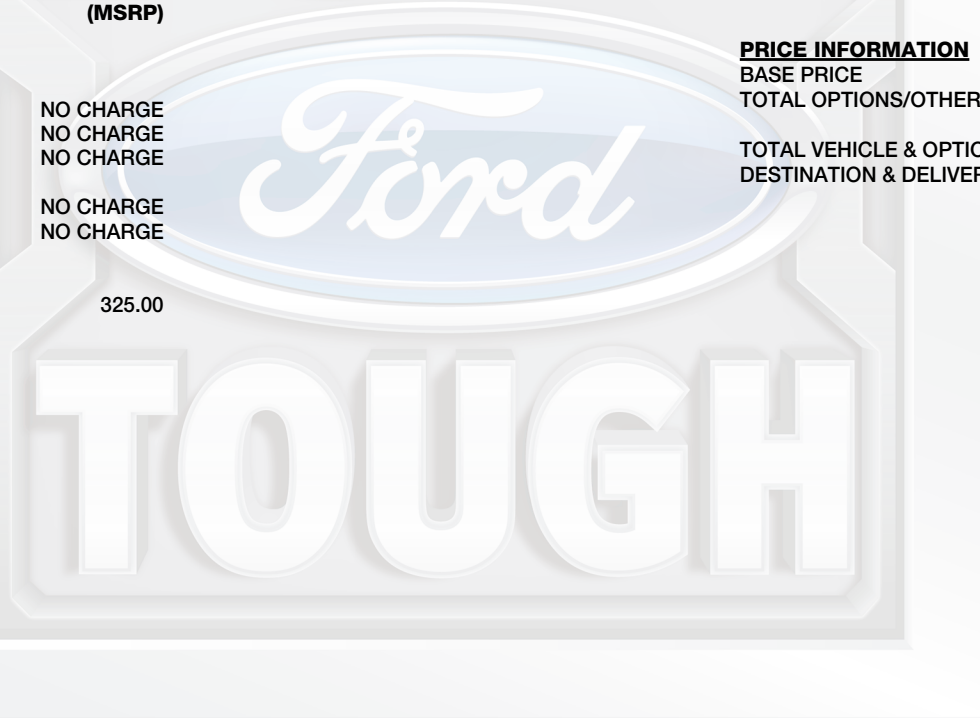 (MSRP)
NO CHARGE
NO CHARGE
NO CHARGE
NO CHARGE
NO CHARGE
325.00
PRICE INFORMATION
BASE PRICE
TOTAL OPTIONS/OTHER
TOTAL VEHICLE & OPTIO
DESTINATION & DELIVER
Ford
TOUGH